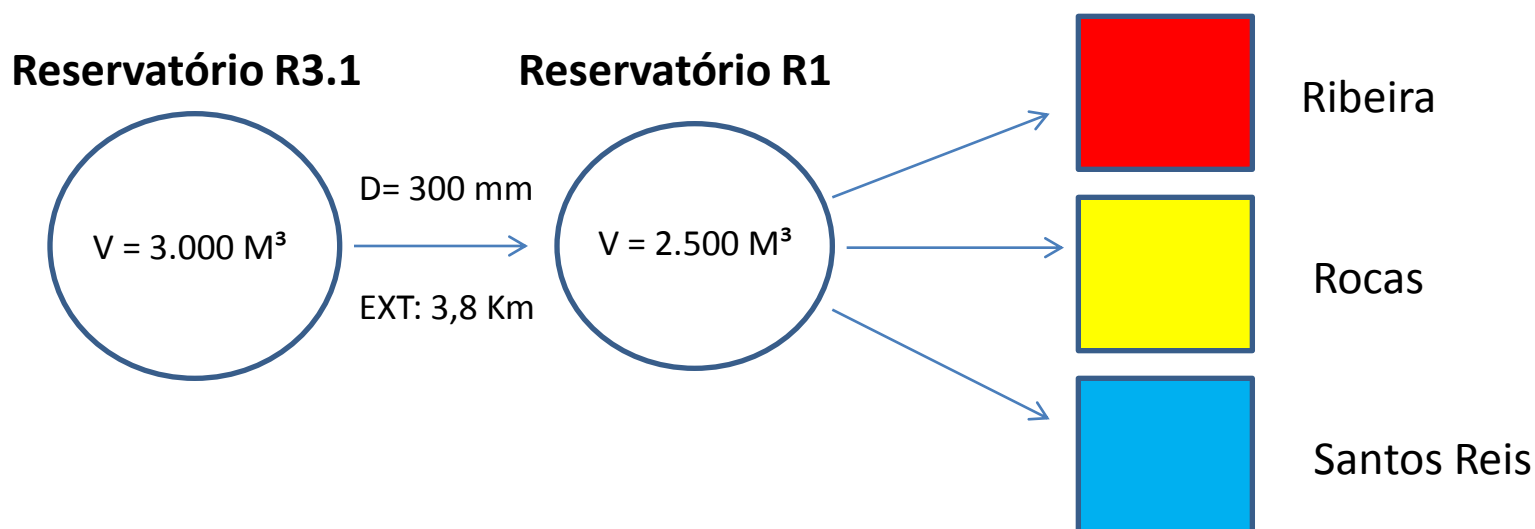 Reservatório R3.1
Reservatório R1
V = 3.000 M³
D= 300 mm
EXT: 3,8 Km
V = 2.500 M³
Ribeira
Rocas
Santos Reis